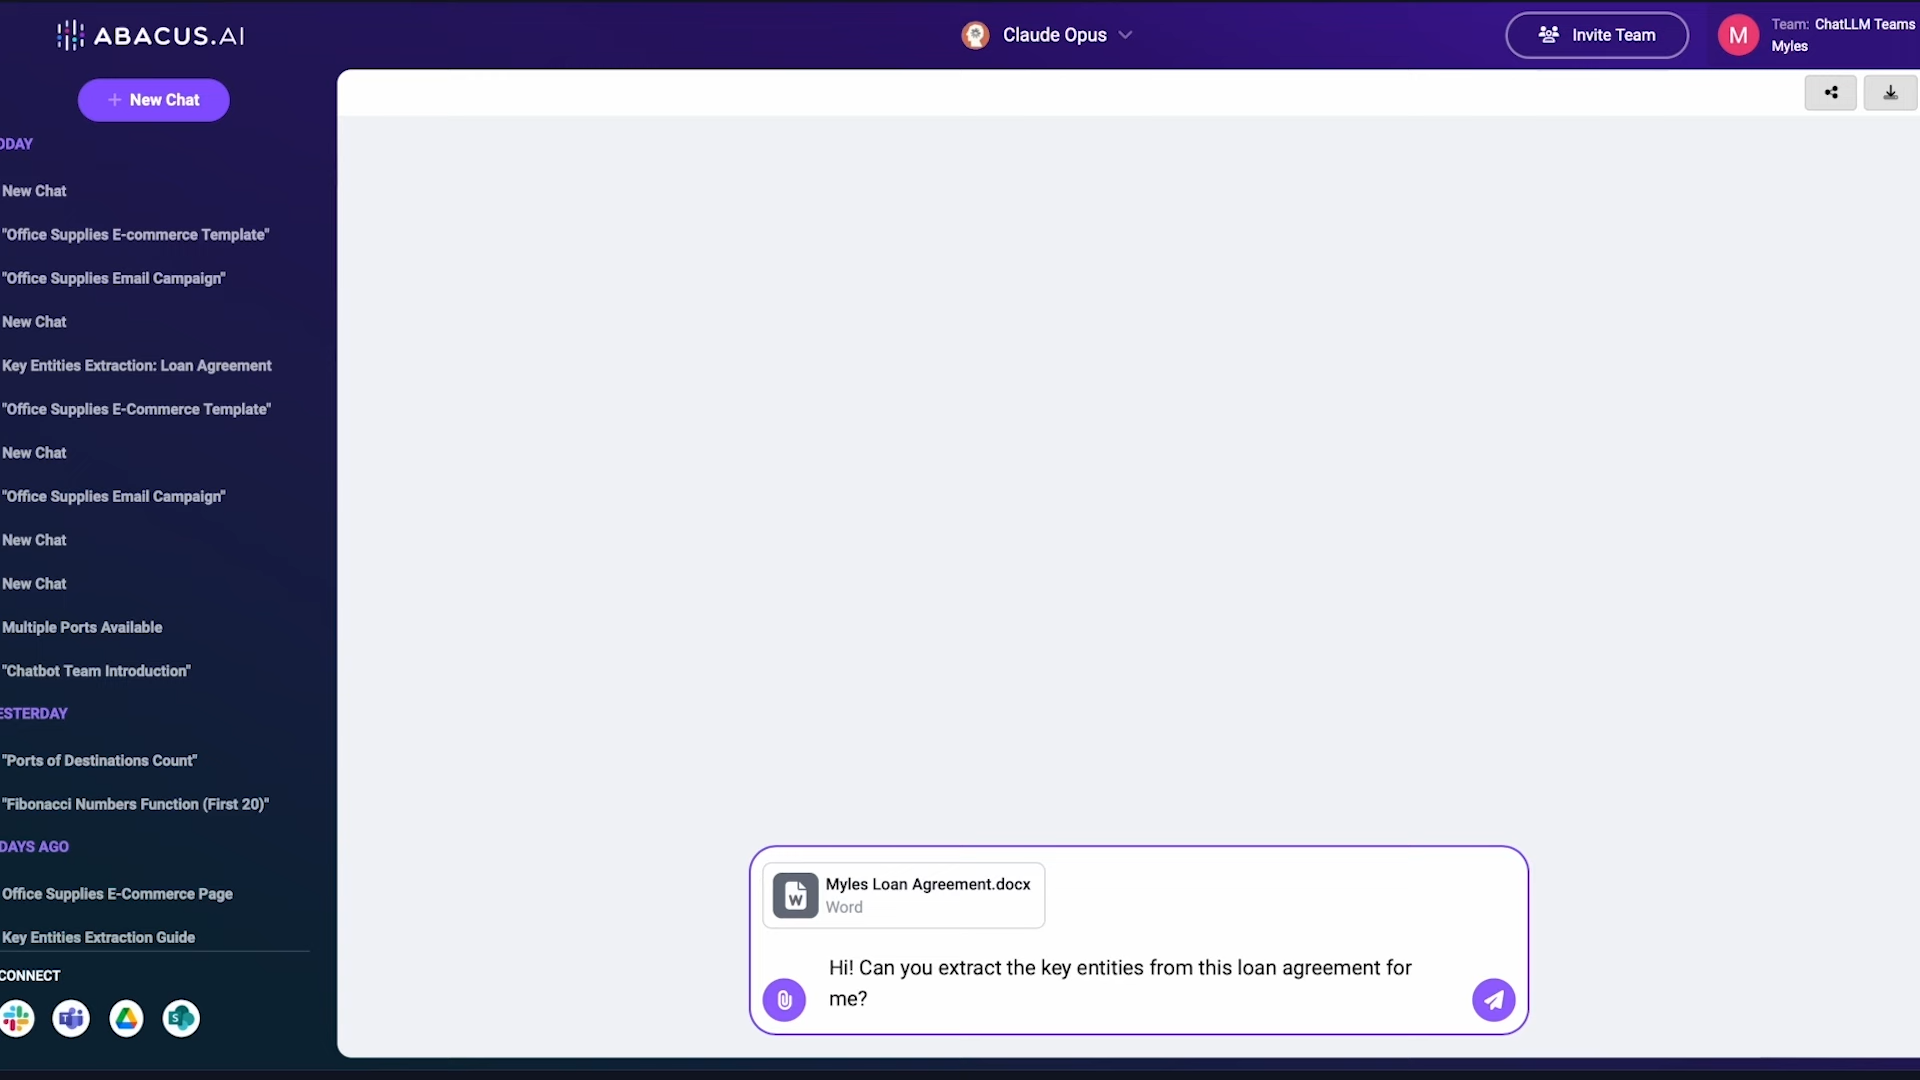 ABACUS.AI
Claude Opus
Invite Team
M
Team: ChatLLM Teams
Myles
+ New Chat
ODAY
New Chat
"Office Supplies E-commerce Template"
"Office Supplies Email Campaign"
New Chat
Key Entities Extraction: Loan Agreement
"Office Supplies E-Commerce Template"
New Chat
"Office Supplies Email Campaign"
New Chat
New Chat
Multiple Ports Available
"Chatbot Team Introduction"
ESTERDAY
"Ports of Destinations Count"
"Fibonacci Numbers Function (First 20)"
DAYS AGO
Office Supplies E-Commerce Page
Key Entities Extraction Guide
CONNECT
T
S
W
Myles Loan Agreement.docx
Word
Hi! Can you extract the key entities from this loan agreement for
me?